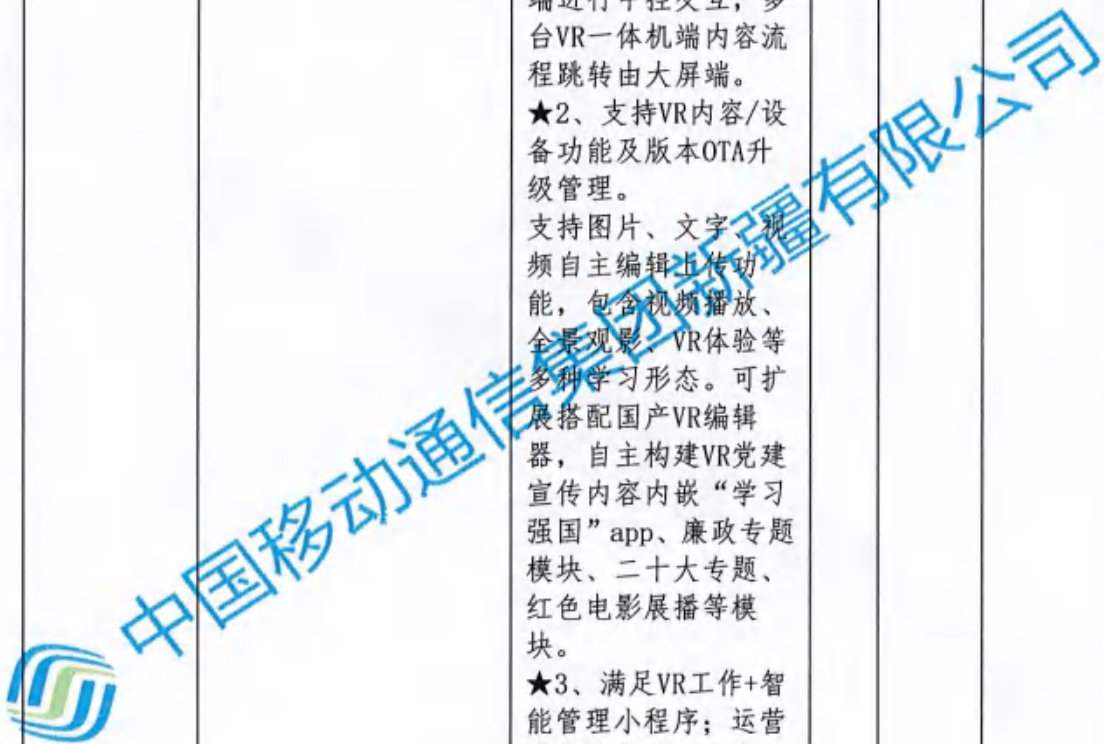 端进行中控交互，多
台VR一体机端内容流
程跳转由大屏端。
★2、支持VR内容/设
备功能及版本OTA升
级管理。
支持图片、文字、视
频自主编辑上传功
能，包含视频播放、
全景观影、VR体验等
多种学习形态。可扩
展搭配国产VR编辑
器，自主构建VR党建
宣传内容内嵌“学习
强国”app、廉政专题
模块、二十大专题、
红色电影展播等模
块。
★3、满足VR工作+智
能管理小程序；运营
中国移动通信集团新疆有限公司